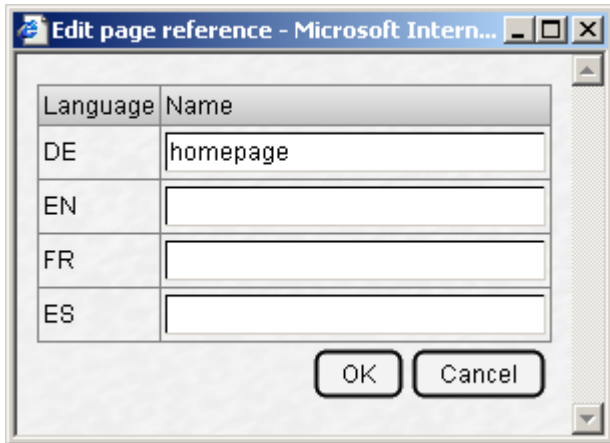 Edit page reference - Microsoft Intern...
Language Name
DE homepage
EN
FR
ES
OK Cancel